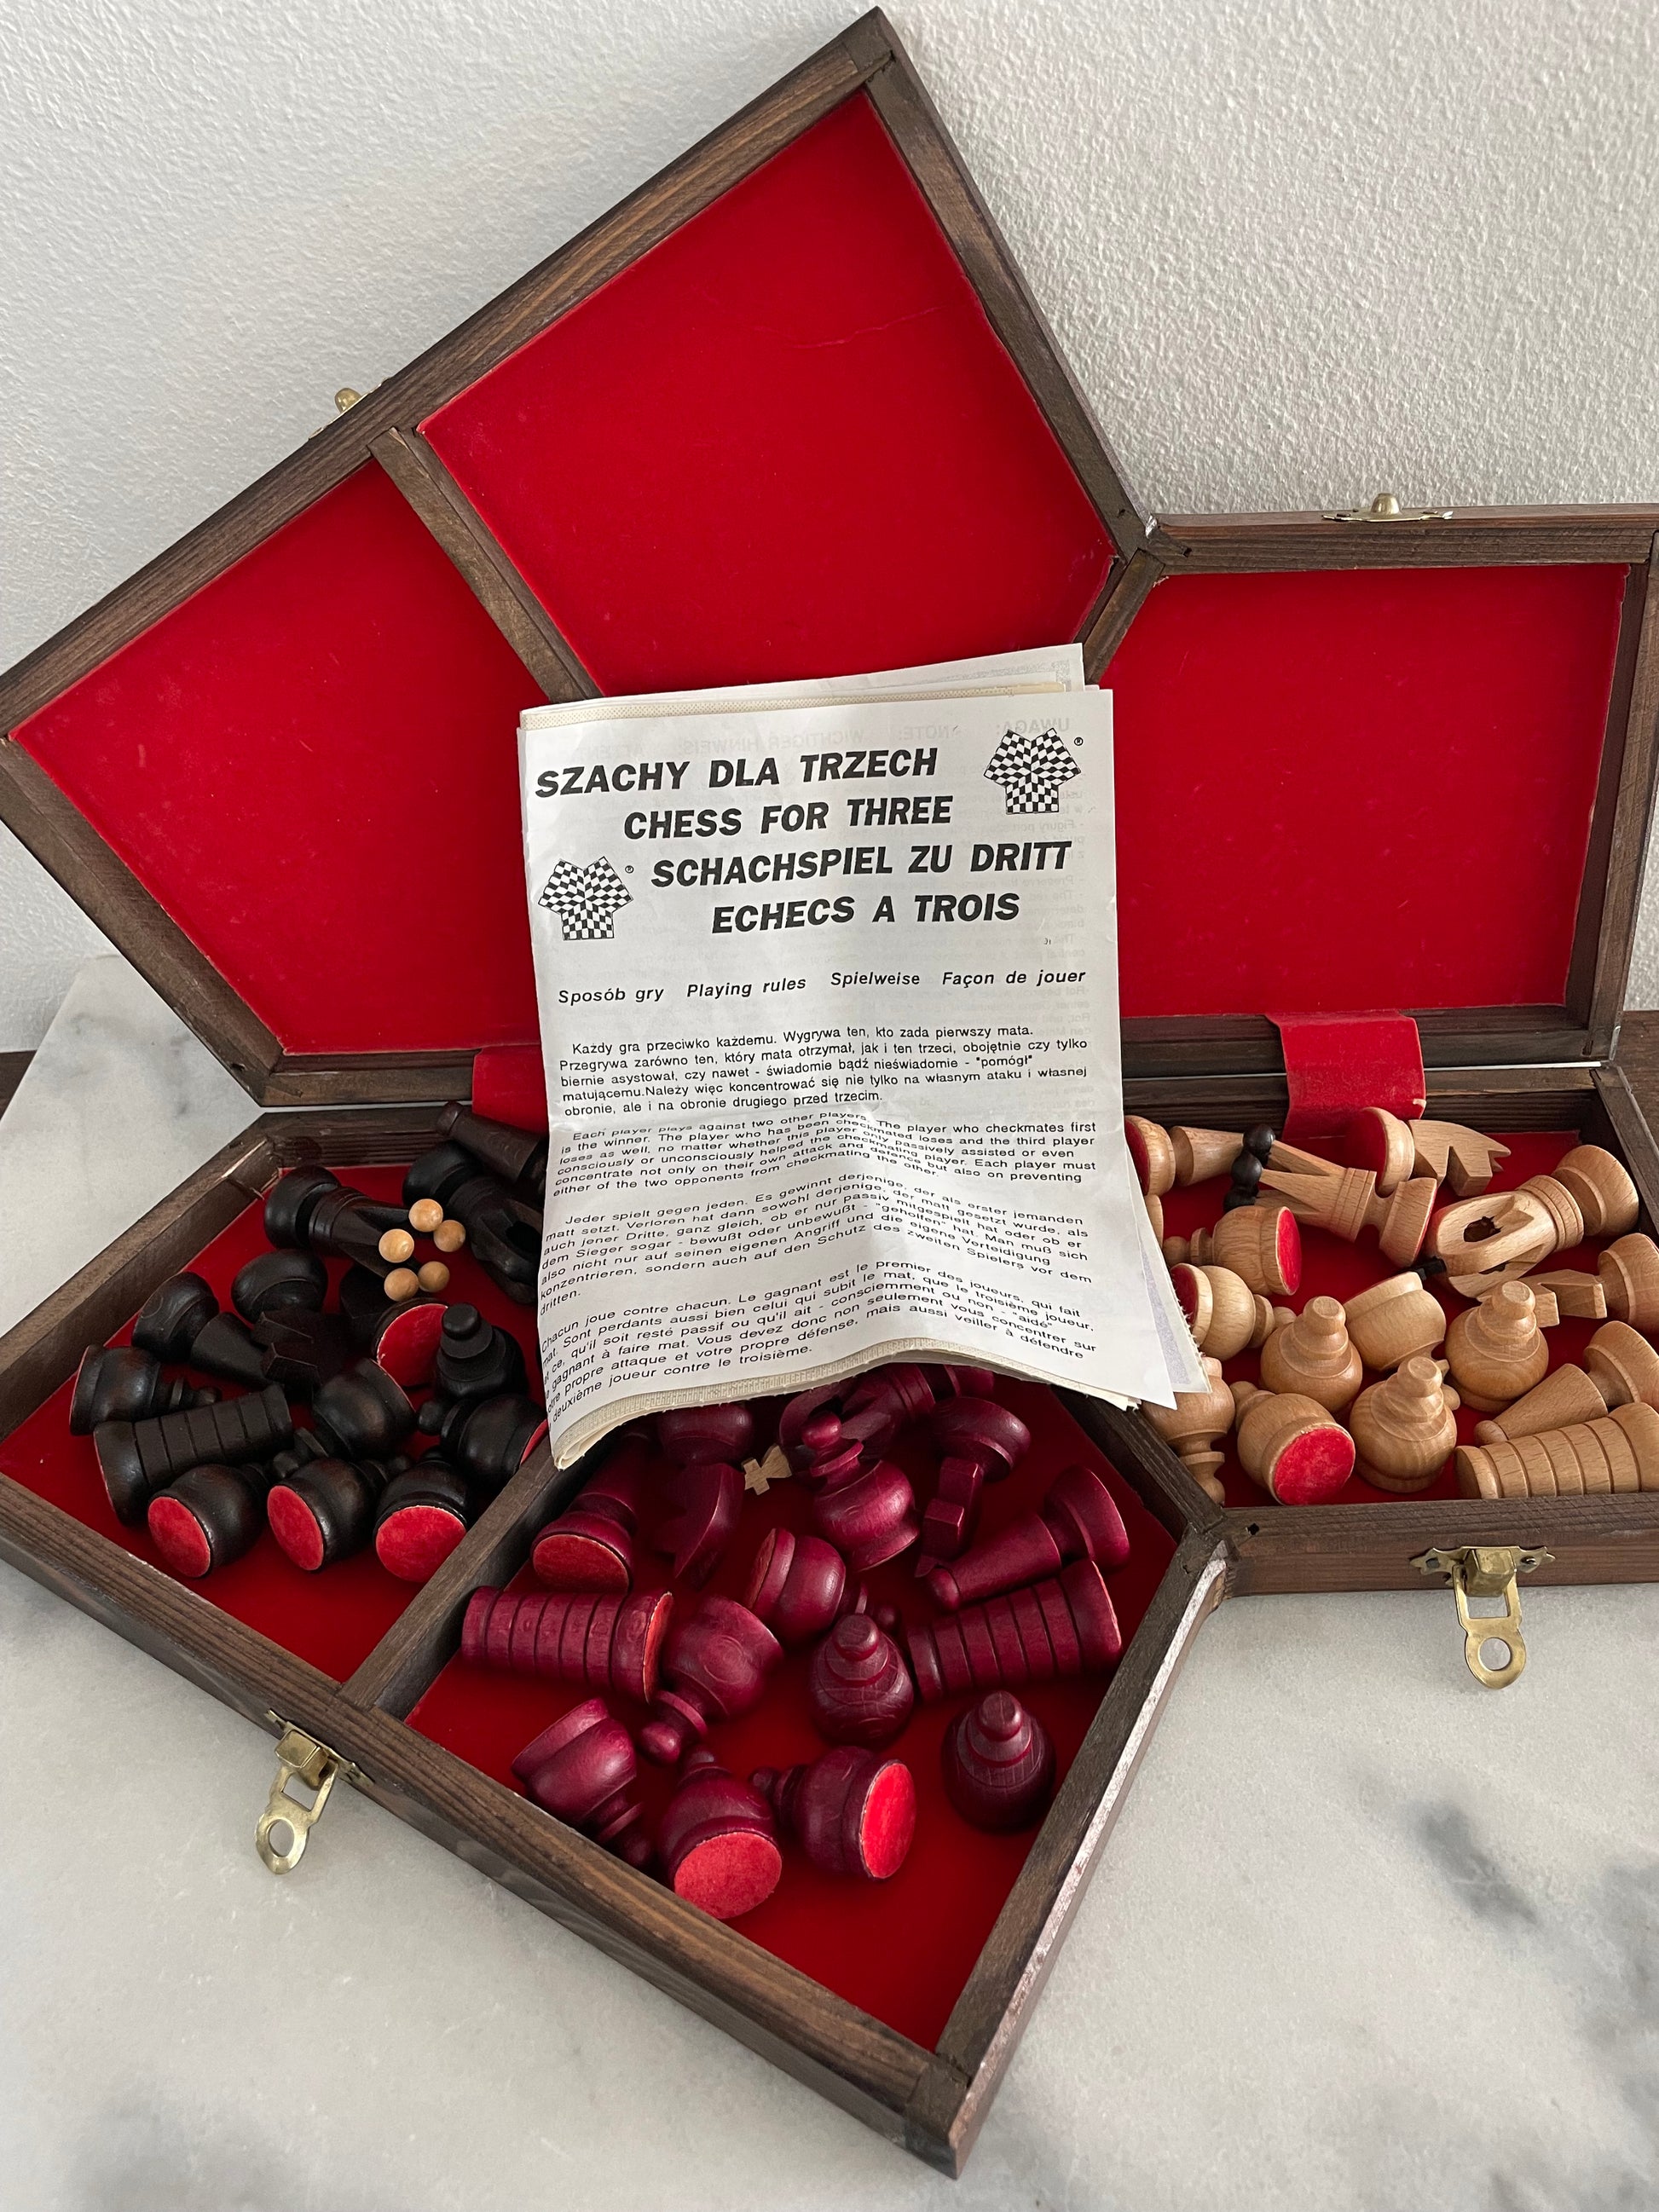 SZACHY DLA TRZECH
CHESS FOR THREE
SCHACHSPIEL ZU DRITT
ECHECS A TROIS
Sposób gry Playing rules Spielweise Façon de jouer
Każdy gra przeciwko każdemu. Wygrywa ten, kto zada pierwszy mata.
Przegrywa zarówno ten, który mata otrzymał, jak i ten trzeci, obojętnie czy tylko
biernie asystował, czy nawet - świadomie bądź nieświadomie - "pomógł"
matującemu.Należy więc koncentrować się nie tylko na własnym ataku i własnej
obronie, ale i na obronie drugiego przed trzecim.
Each player plays against two other players. The player who checkmates first
is the winner. The player who has been checkmated loses and the third player
loses as well, no matter whether this player only passively assisted or even
consciously or unconsciously helped the checkmating player. Each player must
concentrate not only on their own attack and defence but also on preventing
either of the two opponents from checkmating the other.
Jeder spielt gegen jeden. Es gewinnt derjenige, der als erster jemanden
matt setzt. Verloren hat dann sowohl derjenige, der matt gesetzt wurde, als
auch jener Dritte, ganz gleich, ob er nur passiv mitgespielt hat oder ob er
dem Sieger sogar - bewußt oder unbewußt - "geholfen" hat. Man muß sich
also nicht nur auf seinen eigenen Angriff und die eigene Verteidigung
konzentrieren, sondern auch auf den Schutz des zweiten Spielers vor dem
dritten.
chacun joue contre chacun. Le gagnant est le premier des joueurs, qui fait
mat. Sont perdants aussi bien celui qui subit le mat, que le troisième joueur,
ce, qu'il soit resté passif ou qu'il ait - consciemment ou non - "aidé"
gagnant à faire mat. Vous devez donc non seulement vous concentrer sur
propre attaque et votre propre défense, mais aussi veiller à défendre
deuxième joueur contre le troisième.
UWAGA:
NOTE:
WICHTIGER HINWEIS: